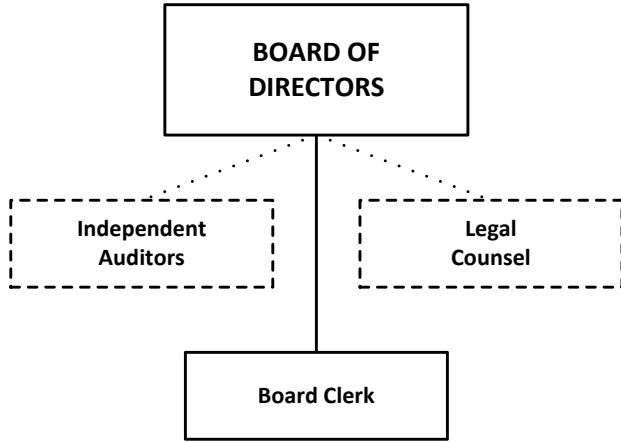 BOARD OF
DIRECTORS
Independent
Auditors
Legal
Counsel
Board Clerk